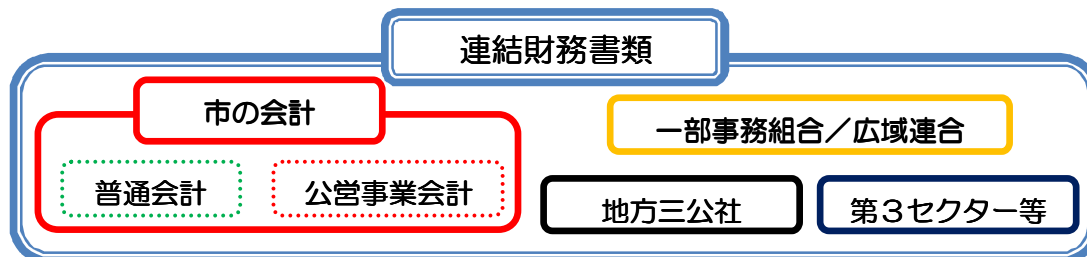 連結財務書類
市の会計
一部事務組合／広域連合
普通会計
公営事業会計
地方三公社
第３セクター等